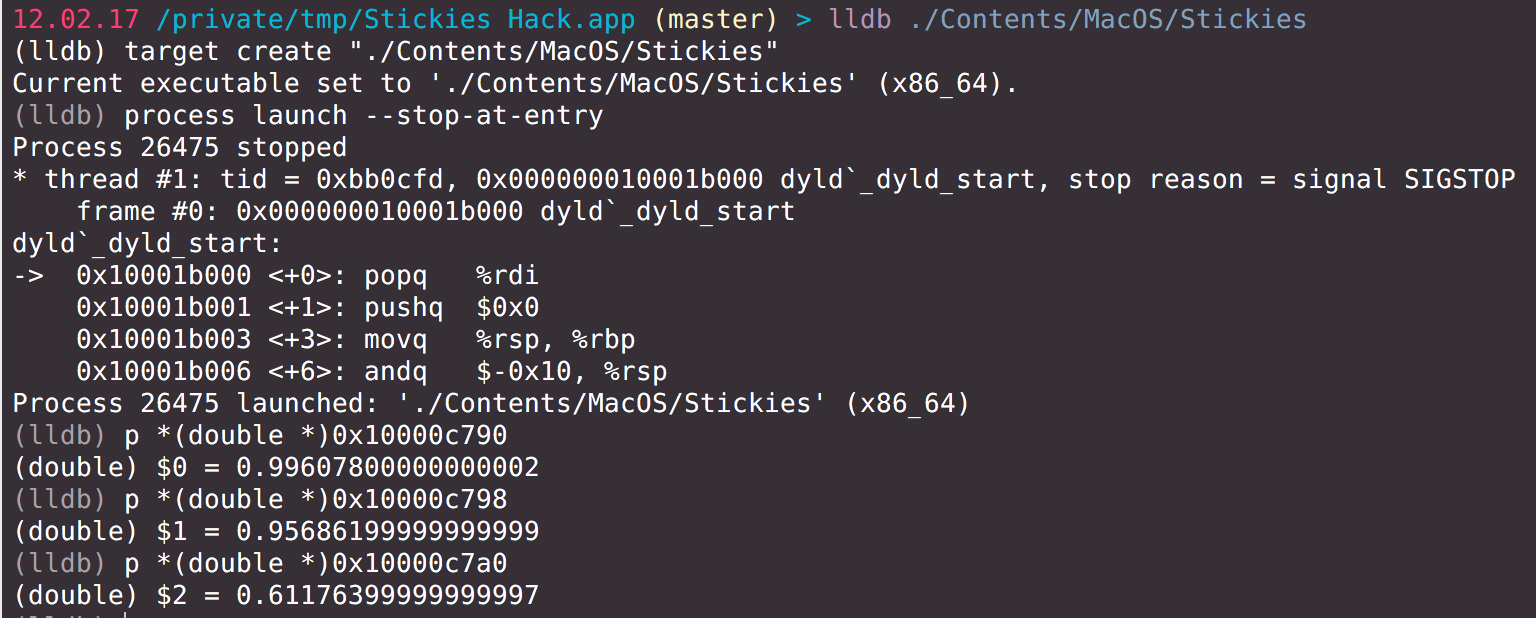 12.02.17 /private/tmp/Stickies Hack.app (master) > lldb ./Contents/MacOS/Stickies
(lldb) target create "./Contents/MacOS/Stickies"
Current executable set to './Contents/MacOS/Stickies' (x86_64).
(lldb) process launch --stop-at-entry
Process 26475 stopped
* thread #1: tid = 0xbb0cfd, 0x000000010001b000 dyld`_dyld_start, stop reason = signal SIGSTOP
    frame #0: 0x000000010001b000 dyld`_dyld_start
dyld`_dyld_start:
->  0x10001b000 <+0>: popq   %rdi
    0x10001b001 <+1>: pushq  $0x0
    0x10001b003 <+3>: movq   %rsp, %rbp
    0x10001b006 <+6>: andq   $-0x10, %rsp
Process 26475 launched: './Contents/MacOS/Stickies' (x86_64)
(lldb) p *(double *)0x10000c790
(double) $0 = 0.99607800000000002
(lldb) p *(double *)0x10000c798
(double) $1 = 0.95686199999999999
(lldb) p *(double *)0x10000c7a0
(double) $2 = 0.61176399999999997